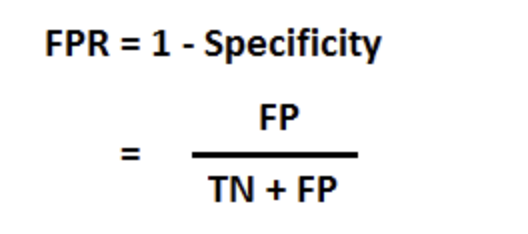 FPR = 1 - Specificity
FP
=
TN + FP